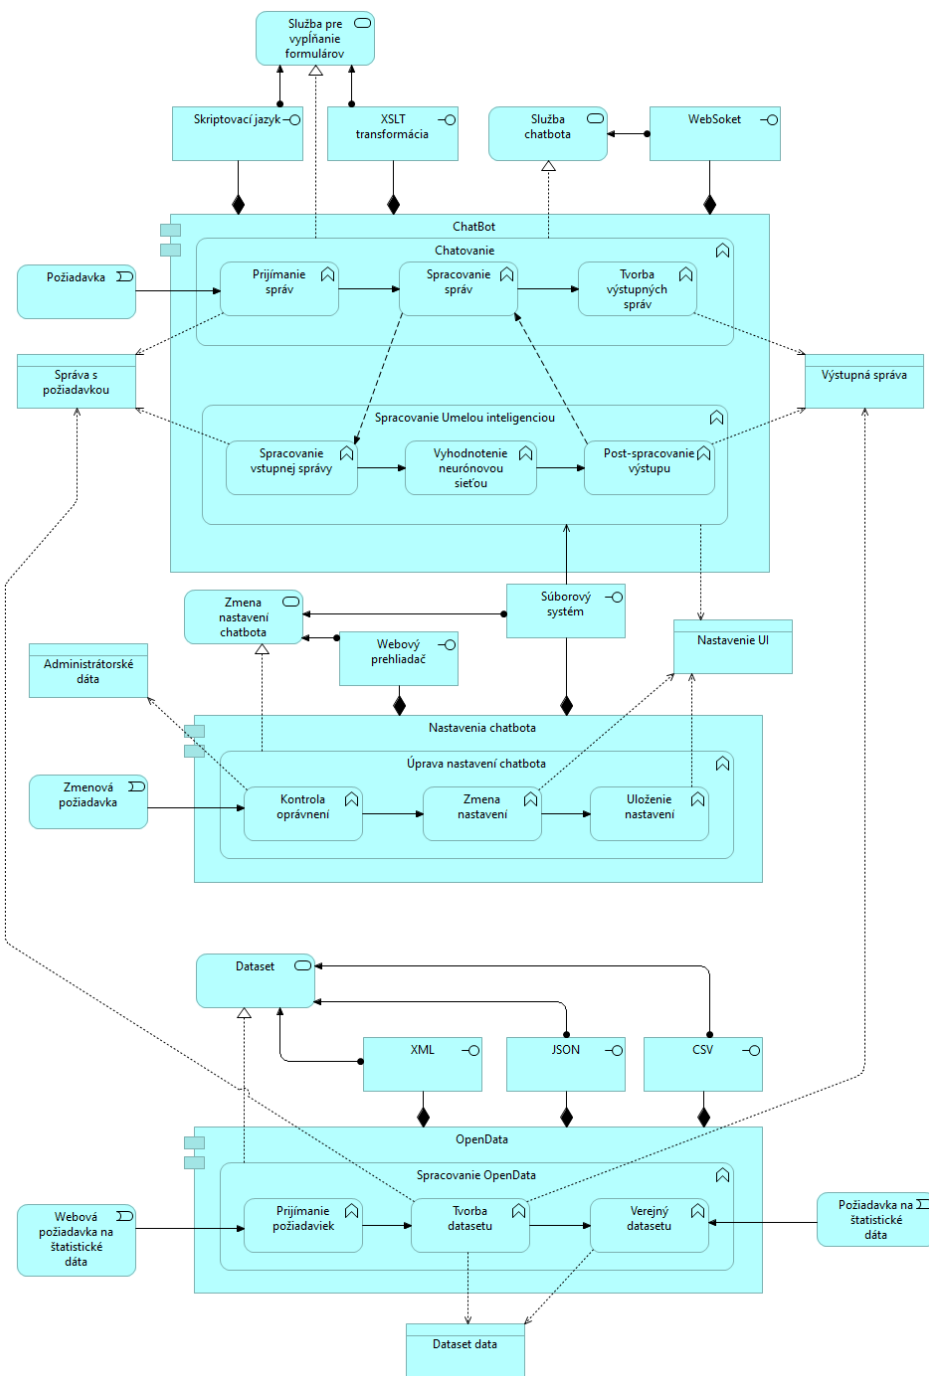 Služba pre
vypĺňanie
formulárov
Skriptovací jazyk
XSLT
transformácia
Služba
chatbota
WebSoket
ChatBot
Chatovanie
Požiadavka
Prijímanie
správ
Spracovanie
správ
Tvorba
výstupných
správ
Správa s
požiadavkou
Výstupná správa
Spracovanie Umelou inteligenciou
Spracovanie
vstupnej správy
Vyhodnotenie
neurónovou
sieťou
Post-spracovanie
výstupu
Zmena
nastavení
chatbota
Súborový
systém
Webový
prehliadač
Nastavenie UI
Administrátorské
dáta
Nastavenia chatbota
Úprava nastavení chatbota
Zmenová
požiadavka
Kontrola
oprávnení
Zmena
nastavení
Uloženie
nastavení
Dataset
XML
JSON
CSV
OpenData
Spracovanie OpenData
Webová
požiadavka na
štatistické
dáta
Prijímanie
požiadaviek
Tvorba
datasetu
Verejný
datasetu
Požiadavka na
štatistické
dáta
Dataset data